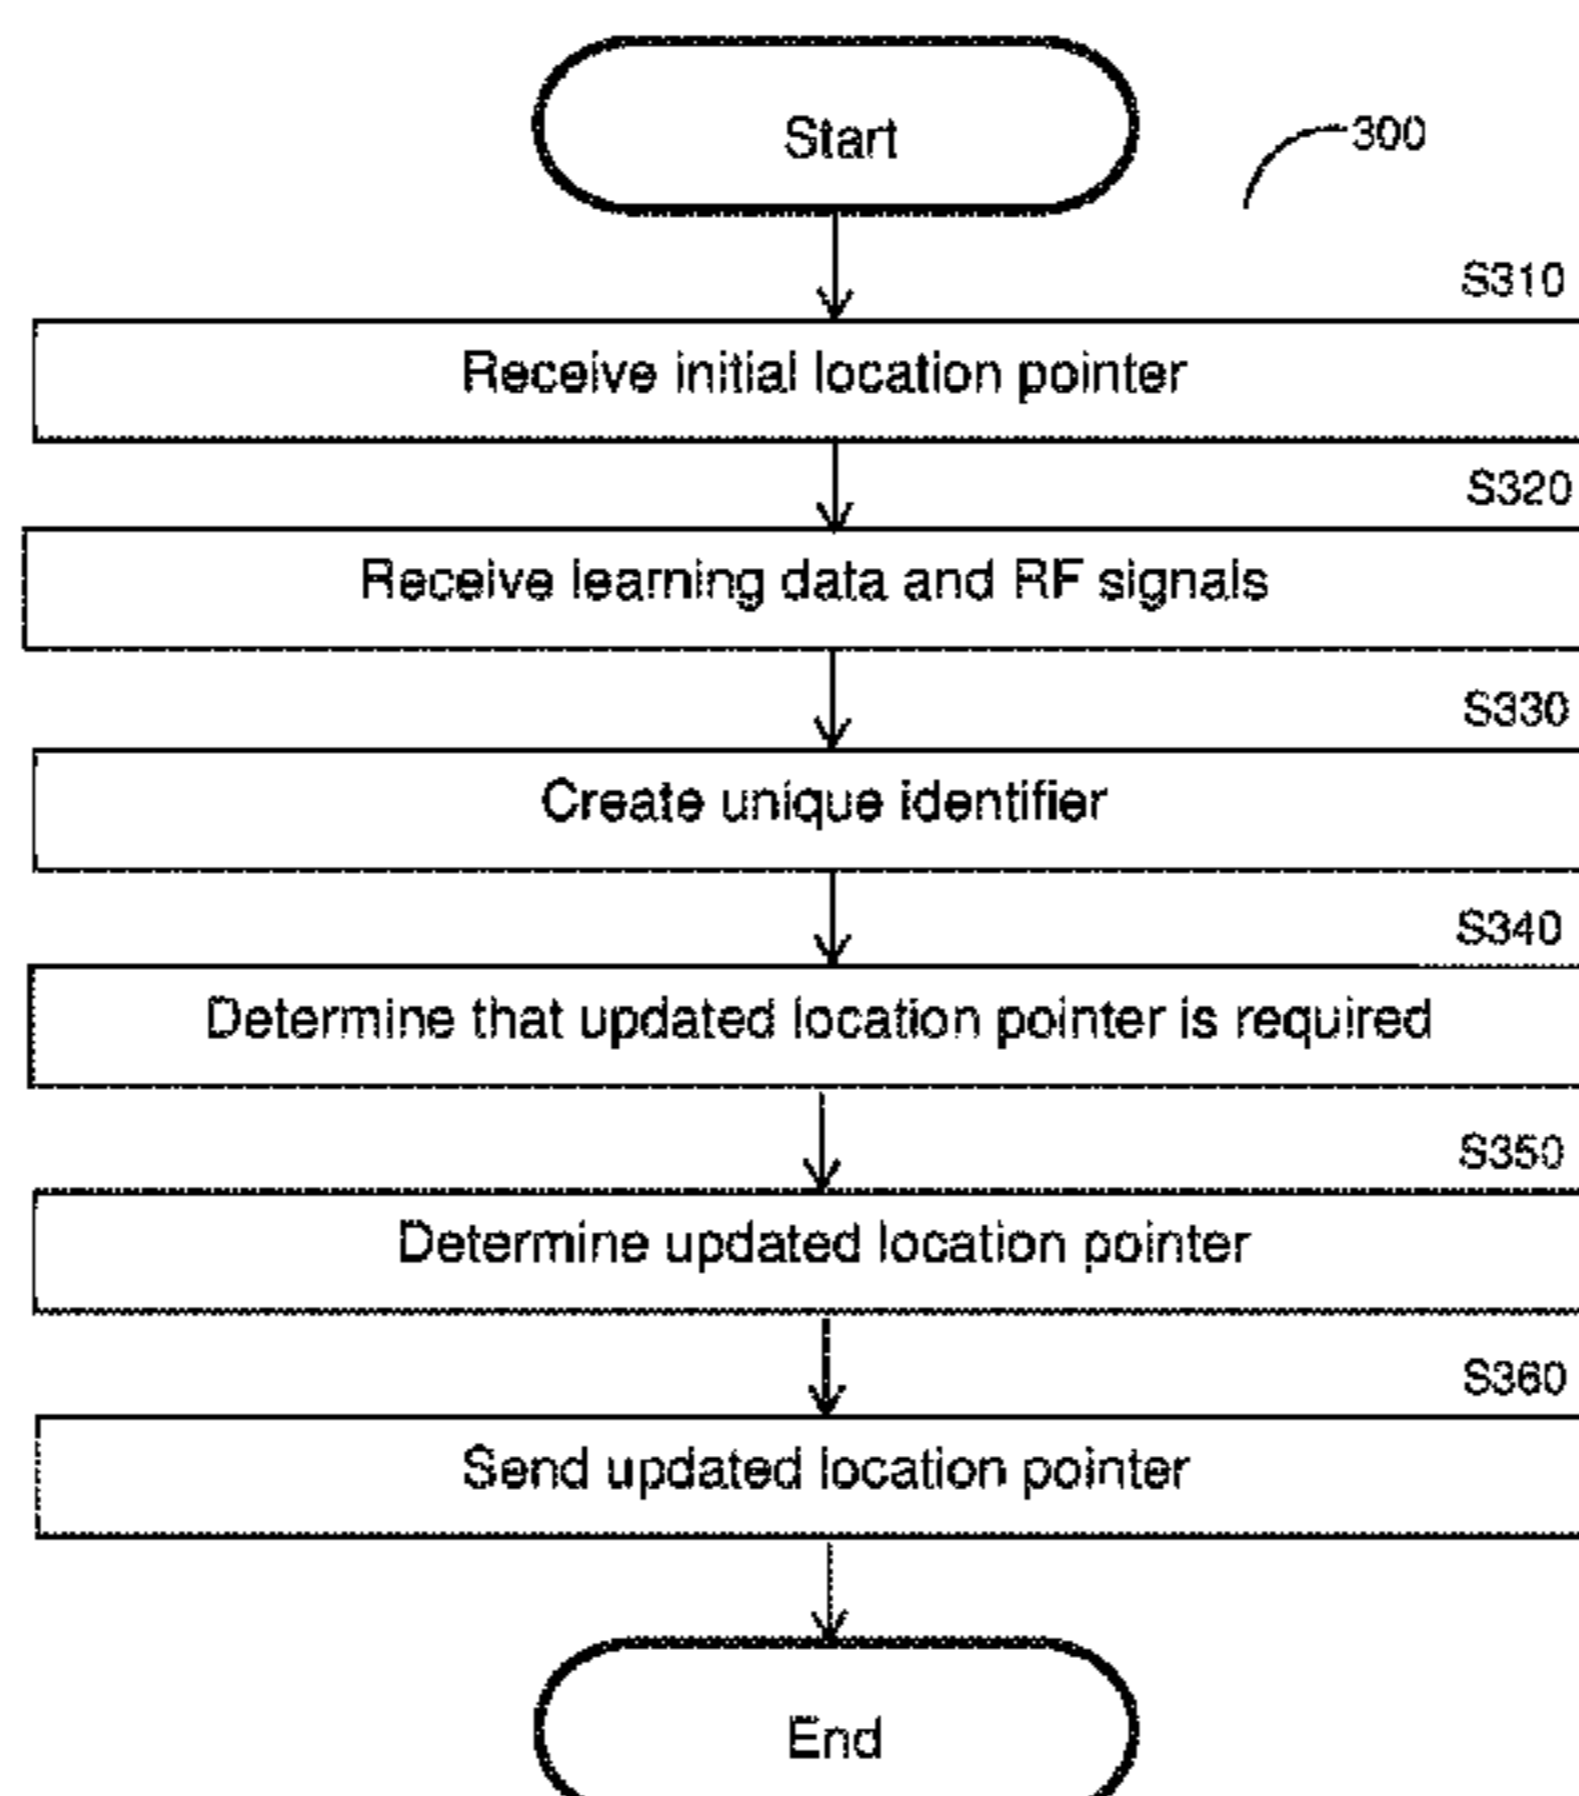 Start
300
S310
Receive initial location pointer
S320
Receive learning data and RF signals
S330
Create unique identifier
S340
Determine that updated location pointer is required
S350
Determine updated location pointer
S360
Send updated location pointer
End